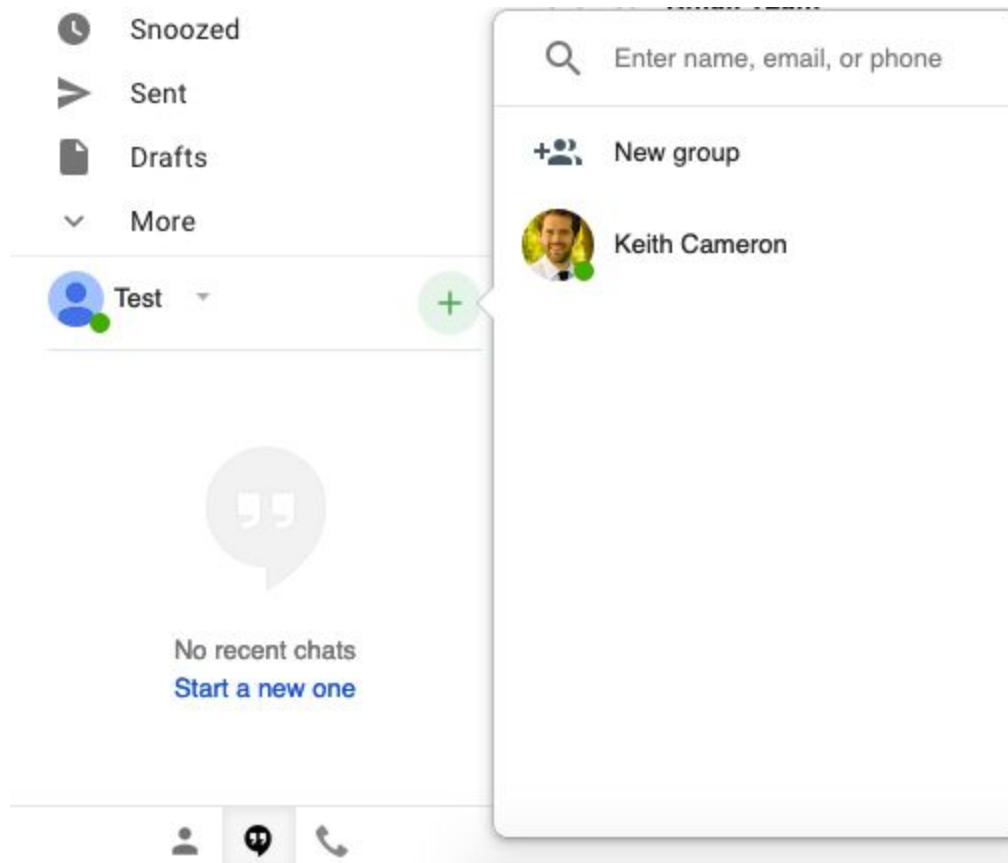 Snoozed
Sent
Drafts
More
Test
No recent chats
Start a new one
Enter name, email, or phone
New group
Keith Cameron